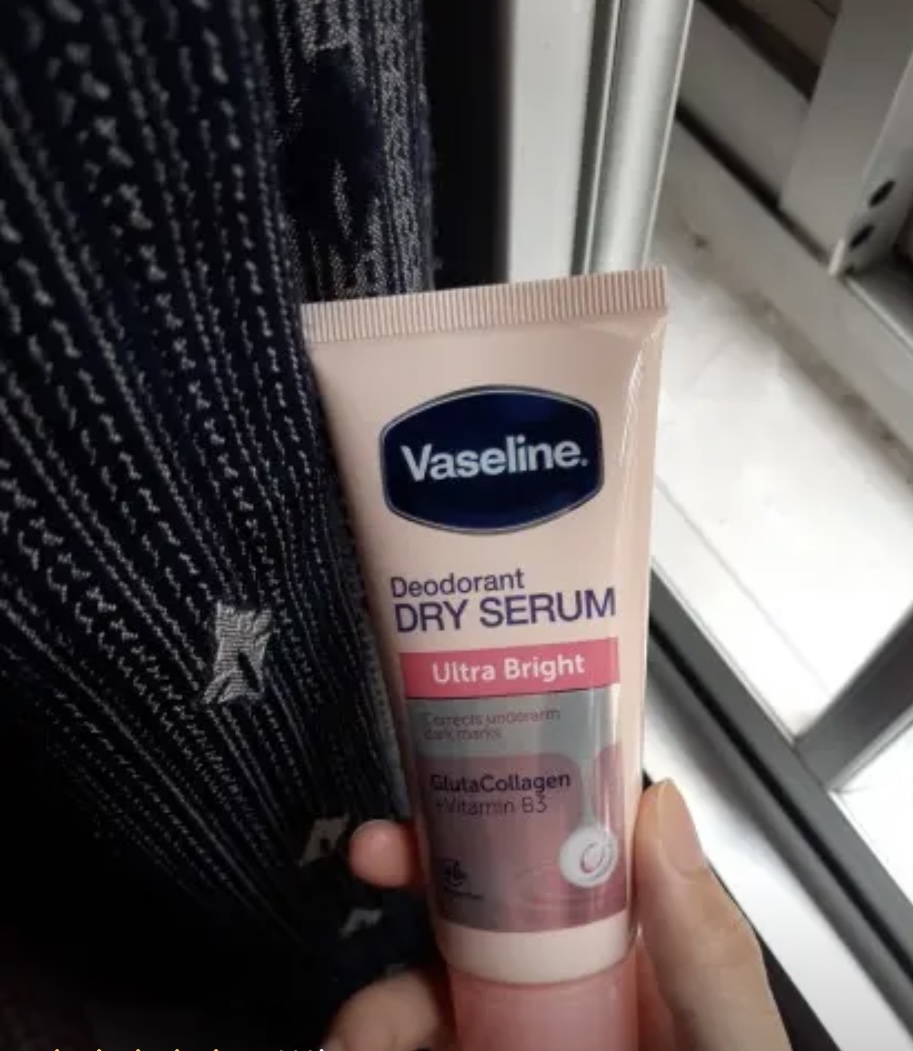 Vaseline.
Deodorant
DRY SERUM
Ultra Bright
Corrects underarm
dark marks
GlutaCollagen
+Vitamin B3